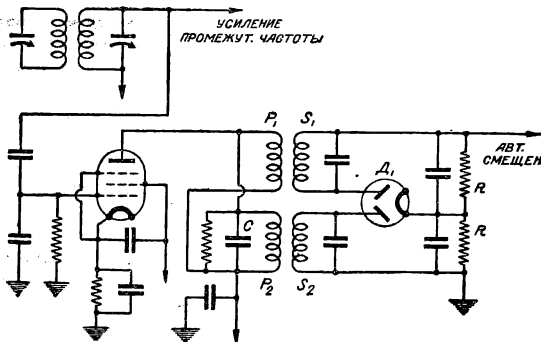 УСИЛЕНИЕ
ПРОМЕЖУТ. ЧАСТОТЫ
P₁ S₁
АВТ.
СМЕЩЕН
Д₁
R
C
R
P₂ S₂